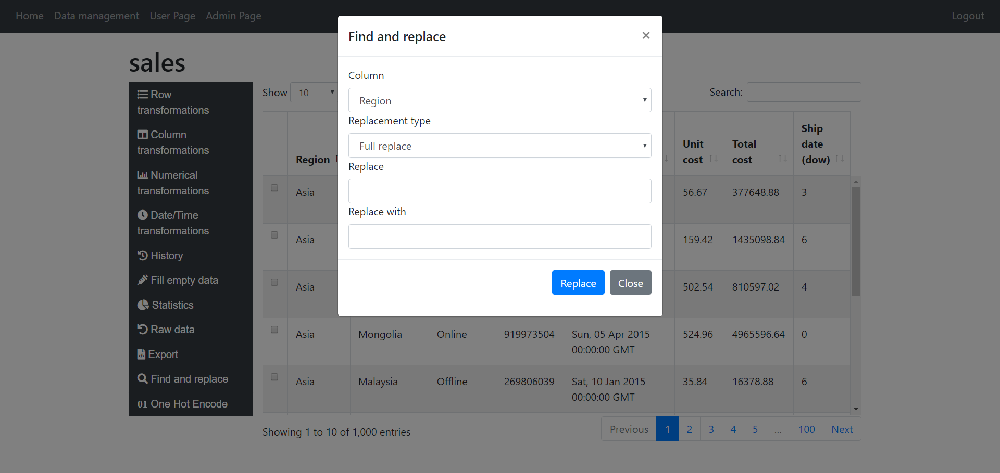 Home Data management User Page Admin Page Logout
Find and replace ×
sales
Row
transformations
Column
transformations
Numerical
transformations
Date/Time
transformations
History
Fill empty data
Statistics
Raw data
Export
Find and replace
01 One Hot Encode
Show 10
Search:
Column
Region
Replacement type
Full replace
Replace
Replace with
Replace Close
Region
Unit
cost
Total
cost
Ship
date
(dow)
Asia 56.67 377648.88 3
Asia 159.42 1435098.84 6
Asia 502.54 810597.02 4
Asia Mongolia Online 919973504 Sun, 05 Apr 2015 524.96 4965596.64 0
00:00:00 GMT
Asia Malaysia Offline 269806039 Sat, 10 Jan 2015 35.84 16378.88 6
00:00:00 GMT
Showing 1 to 10 of 1,000 entries
Previous 1 2 3 4 5 ... 100 Next